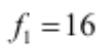 f₁ = 16